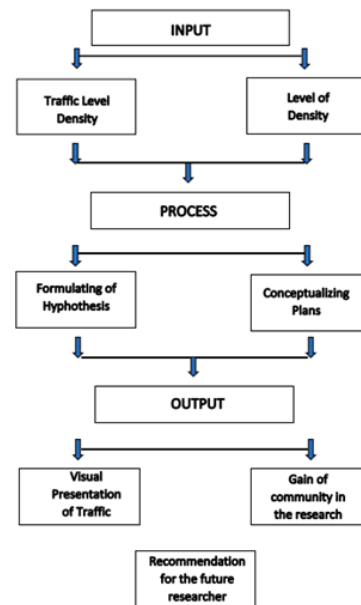 INPUT
Traffic Level
Density
Level of
Density
PROCESS
Formulating of
Hyphothesis
Conceptualizing
Plans
OUTPUT
Visual
Presentation
of Traffic
Gain of
community in
the research
Recommendation
for the future
researcher